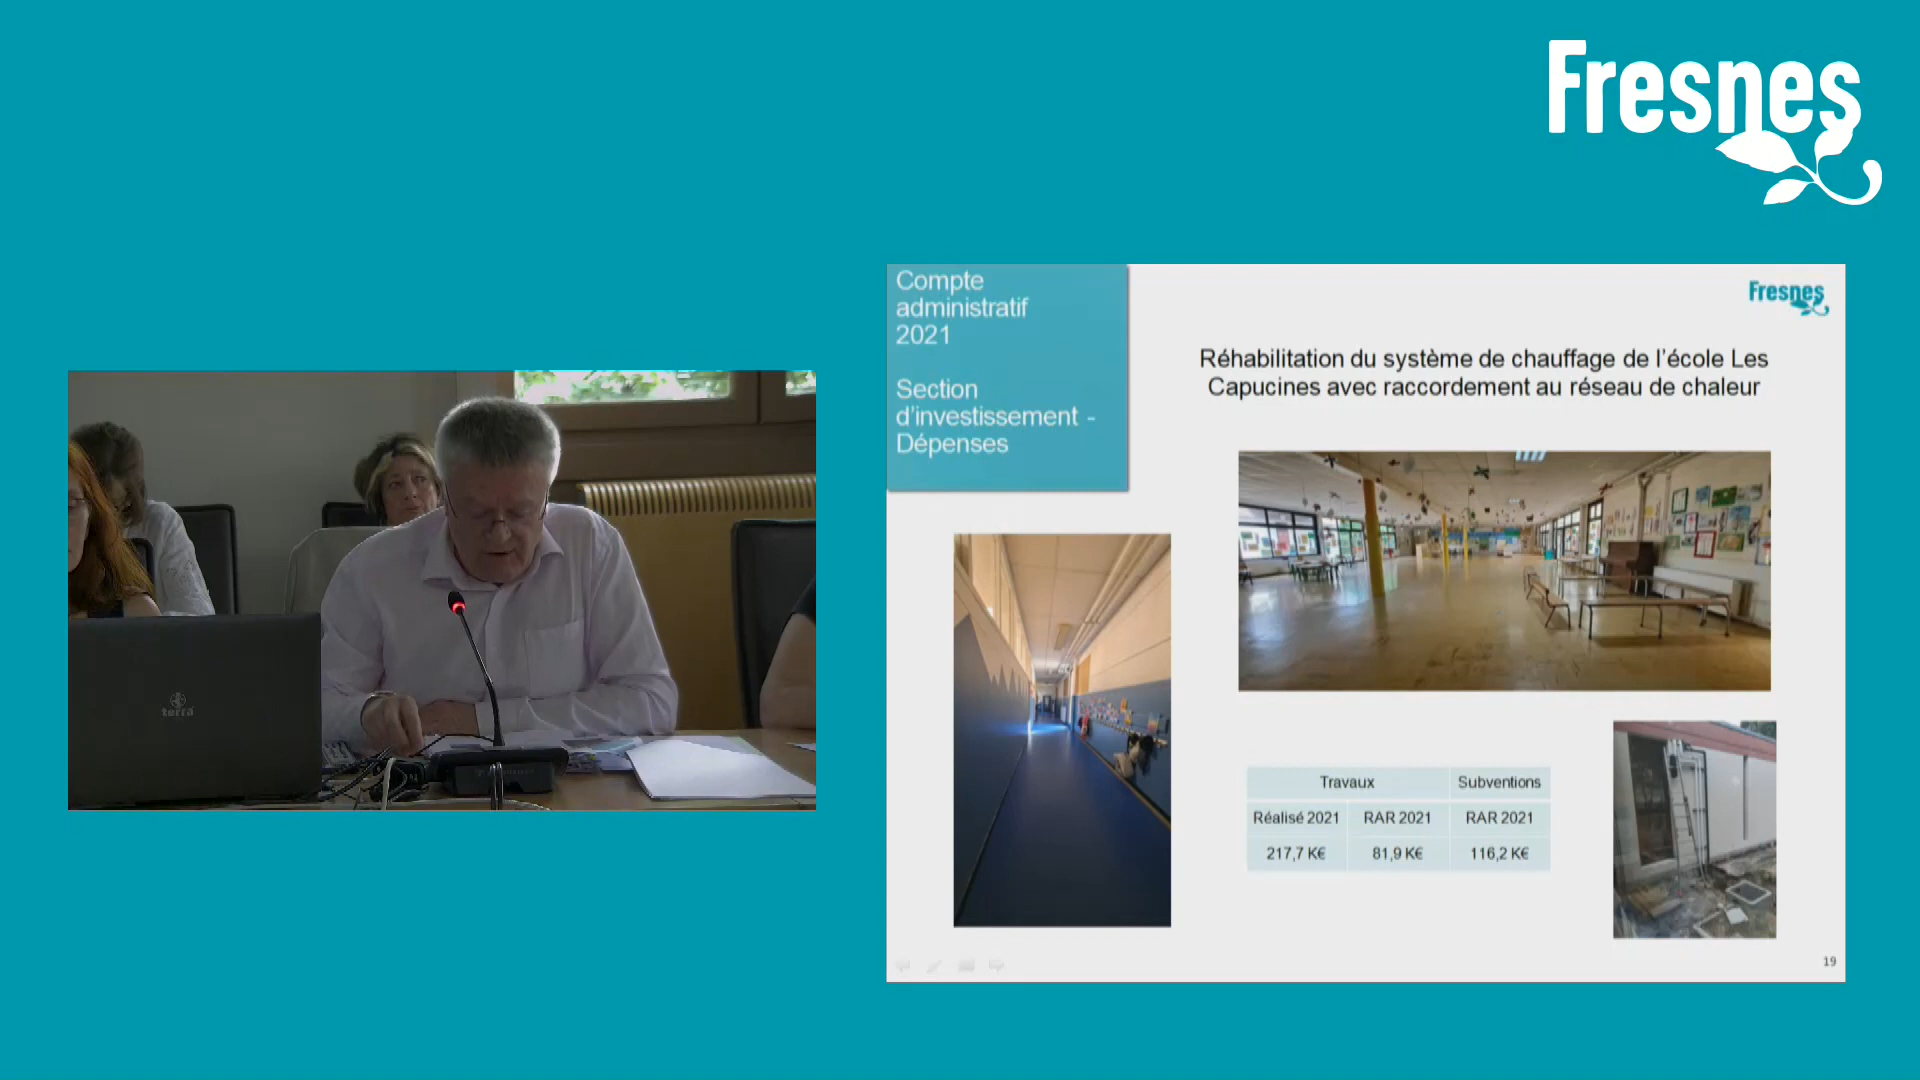 Fresnes
Compte
administratif
2021
Section
d'investissement -
Dépenses
Fresnes
Réhabilitation du système de chauffage de l'école Les
Capucines avec raccordement au réseau de chaleur
Travaux Subventions
Réalisé 2021 RAR 2021 RAR 2021
217,7 K€ 81,9 K€ 116,2 K€
19
terra